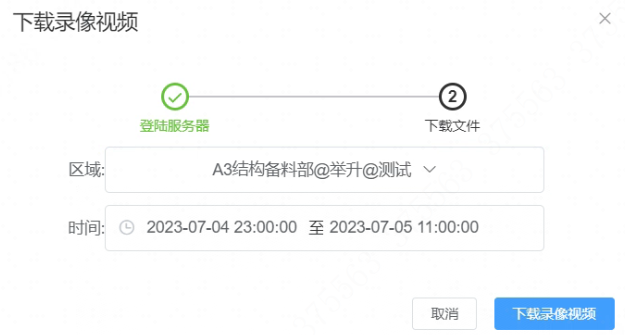 下载录像视频
2
登陆服务器
下载文件
区域: A3结构备料部@举升@测试
时间: 2023-07-04 23:00:00 至 2023-07-05 11:00:00
取消 下载录像视频